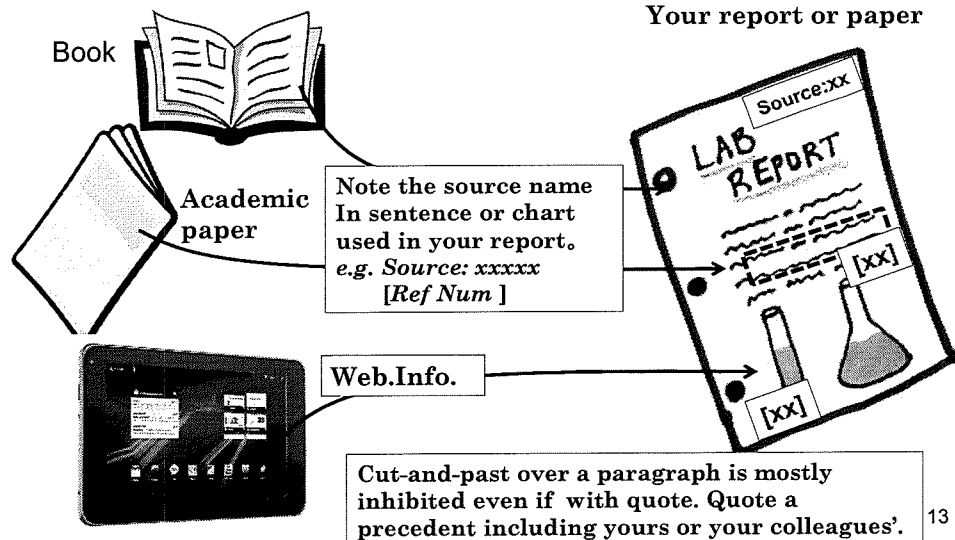 Your report or paper
Book
Source:xx
LAB
REPORT
Academic
paper
Note the source name
In sentence or chart
used in your report。
e.g. Source: xxxxx
[Ref Num ]
[xx]
Web.Info.
[xx]
Cut-and-past over a paragraph is mostly
inhibited even if with quote. Quote a
precedent including yours or your colleagues'.
13